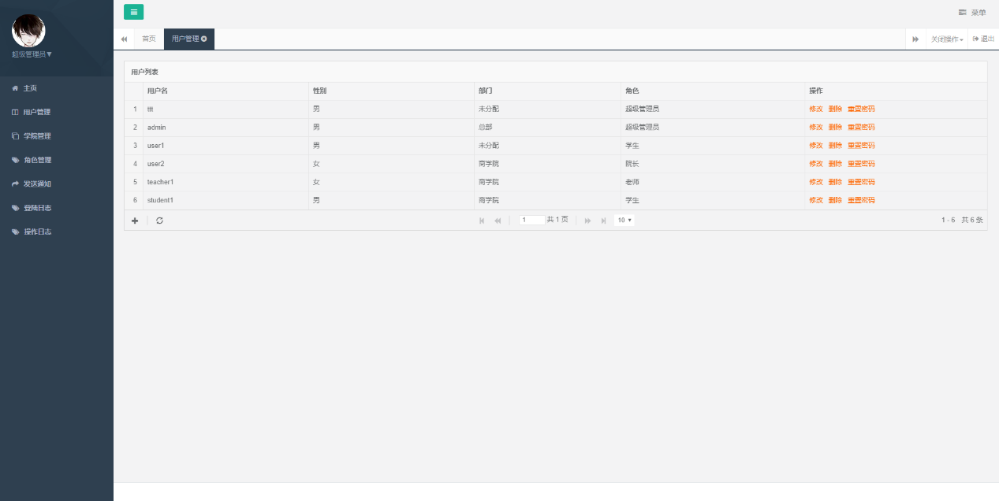 菜单
首页 用户管理 关闭操作 退出
超级管理员▼
主页
用户管理
学院管理
角色管理
发送通知
登陆日志
操作日志
用户列表
用户名 性别 部门 角色 操作
1 ttt 男 未分配 超级管理员 修改 删除 重置密码
2 admin 男 总部 超级管理员 修改 删除 重置密码
3 user1 男 未分配 学生 修改 删除 重置密码
4 user2 女 商学院 院长 修改 删除 重置密码
5 teacher1 女 商学院 老师 修改 删除 重置密码
6 student1 男 商学院 学生 修改 删除 重置密码
1 共 1 页 10 ▼ 1 - 6 共 6 条